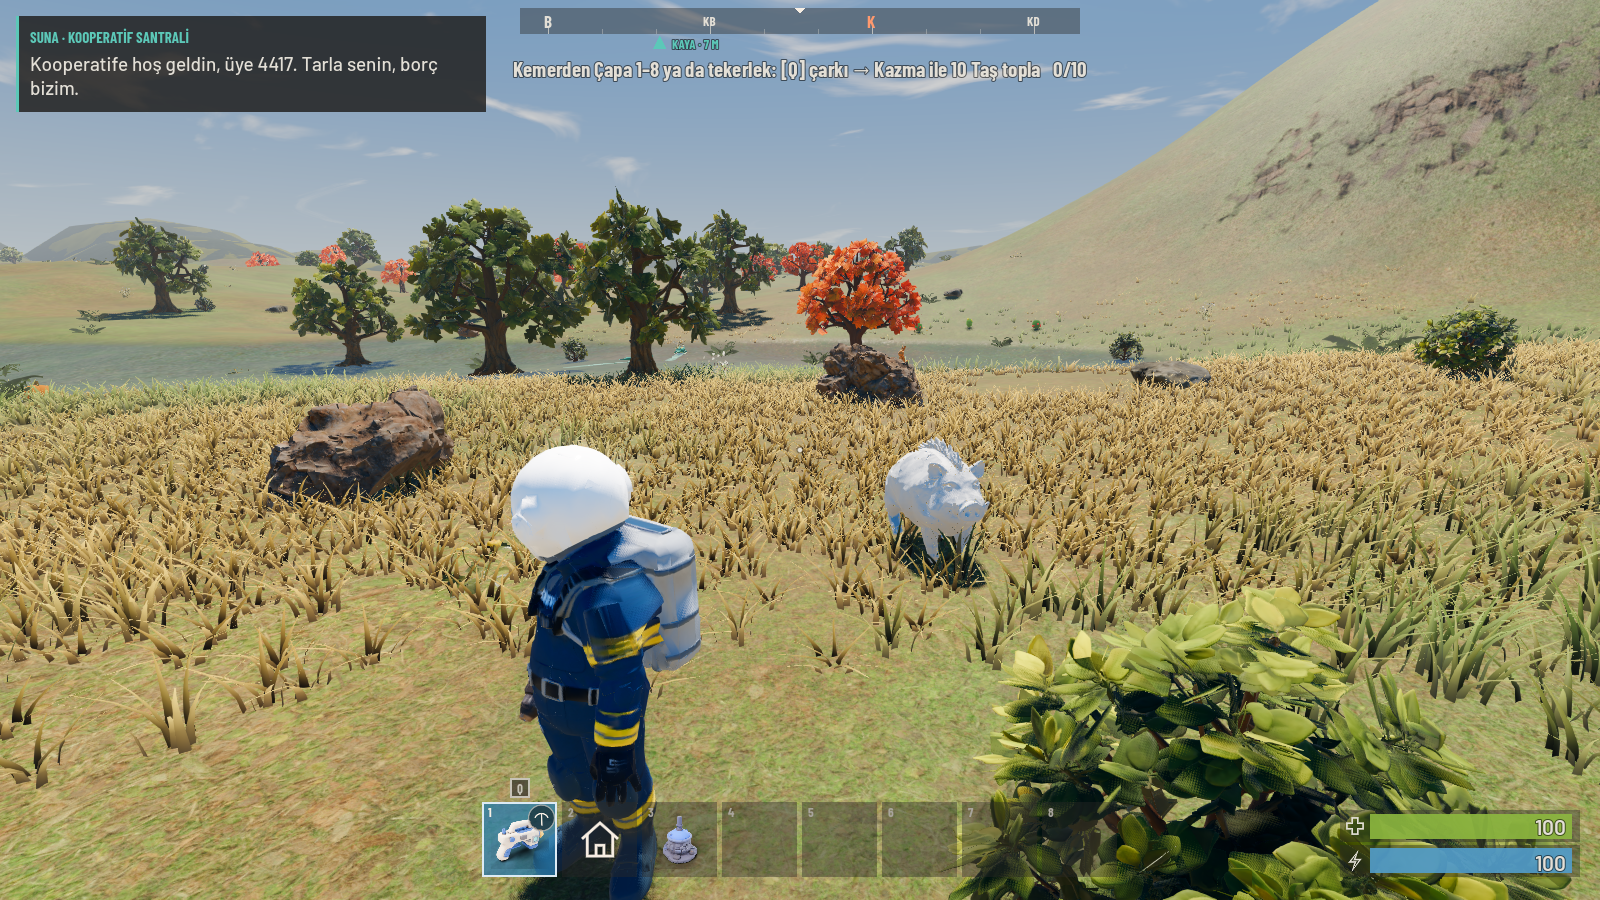 SUNA · KOOPERATİF SANTRALİ
Kooperatife hoş geldin, üye 4417. Tarla senin, borç
bizim.
B KB K KD
KAYA · 7 M
Kemerden Çapa 1-8 ya da tekerlek: [Q] çarkı → Kazma ile 10 Taş topla 0/10
Q
1 2 3 4 5 6 7 8
100
100